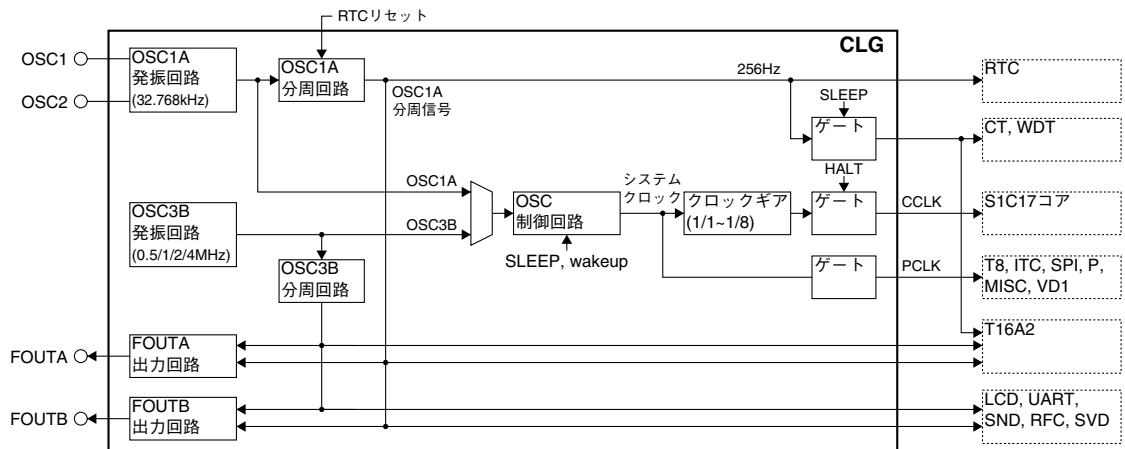 RTCリセット
CLG
OSC1
OSC2
OSC1A
発振回路
(32.768kHz)
OSC1A
分周回路
OSC1A
分周信号
256Hz
RTC
SLEEP
ゲート
CT, WDT
OSC1A
HALT
システム
クロック
OSC3B
発振回路
(0.5/1/2/4MHz)
OSC3B
OSC
制御回路
SLEEP, wakeup
クロックギア
(1/1~1/8)
ゲート
CCLK
S1C17コア
OSC3B
分周回路
ゲート
PCLK
T8, ITC, SPI, P,
MISC, VD1
FOUTA
FOUTA
出力回路
T16A2
FOUTB
FOUTB
出力回路
LCD, UART,
SND, RFC, SVD